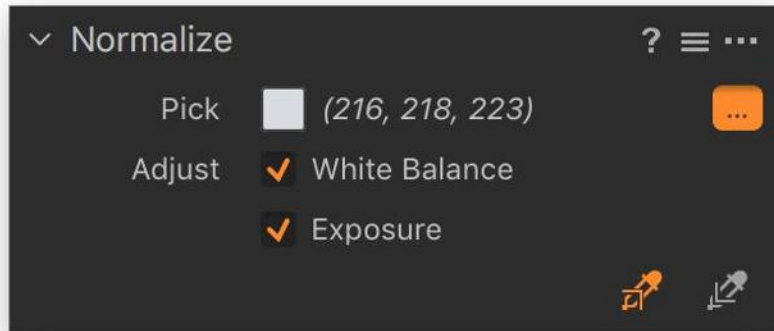 Normalize ? ...
Pick (216, 218, 223) ...
Adjust White Balance
Exposure